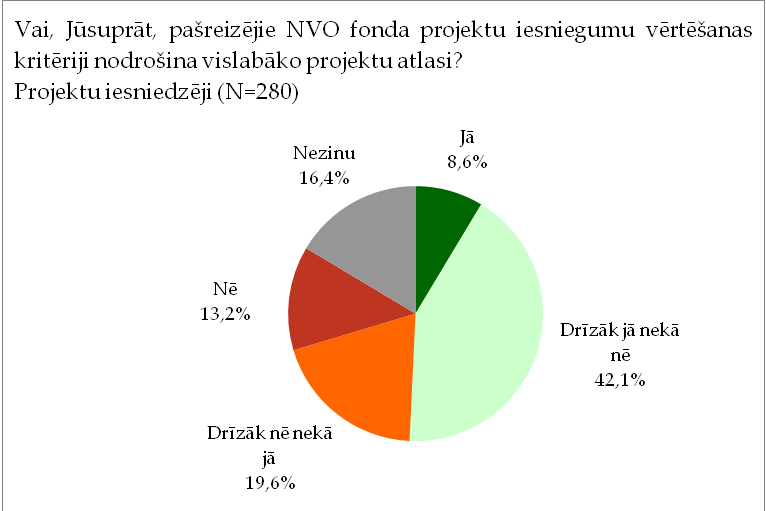 Vai, Jūsuprāt, pašreizējie NVO fonda projektu iesniegumu vērtēšanas
kritēriji nodrošina vislabāko projektu atlasi?
Projektu iesniedzēji (N=280)
Jā
8,6%
Nezinu
16,4%
Nē
13,2%
Drīzāk jā nekā
nē
42,1%
Drīzāk nē nekā
jā
19,6%